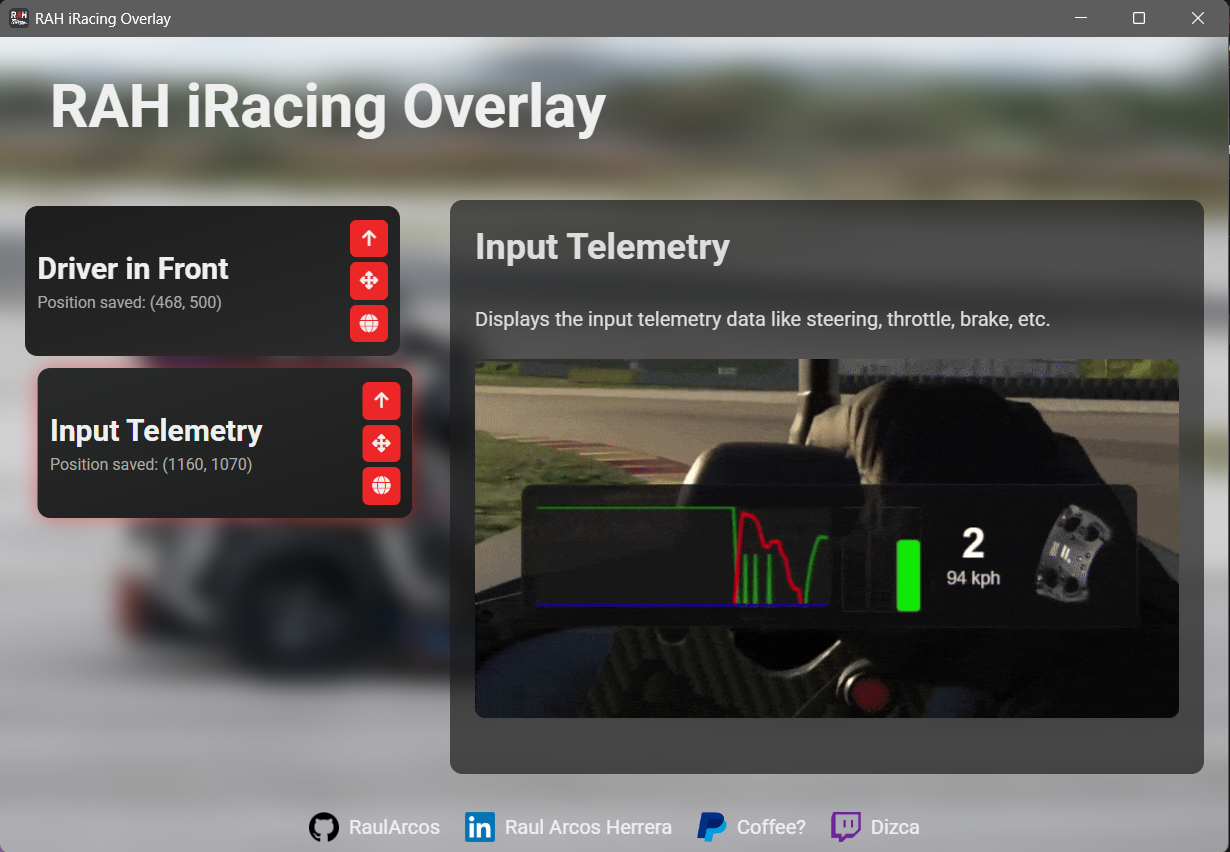 RAH iRacing Overlay
RAH iRacing Overlay
Driver in Front
Position saved: (468, 500)
Input Telemetry
Position saved: (1160, 1070)
Input Telemetry
Displays the input telemetry data like steering, throttle, brake, etc.
2
94 kph
RaulArcos
Raul Arcos Herrera
Coffee?
Dizca